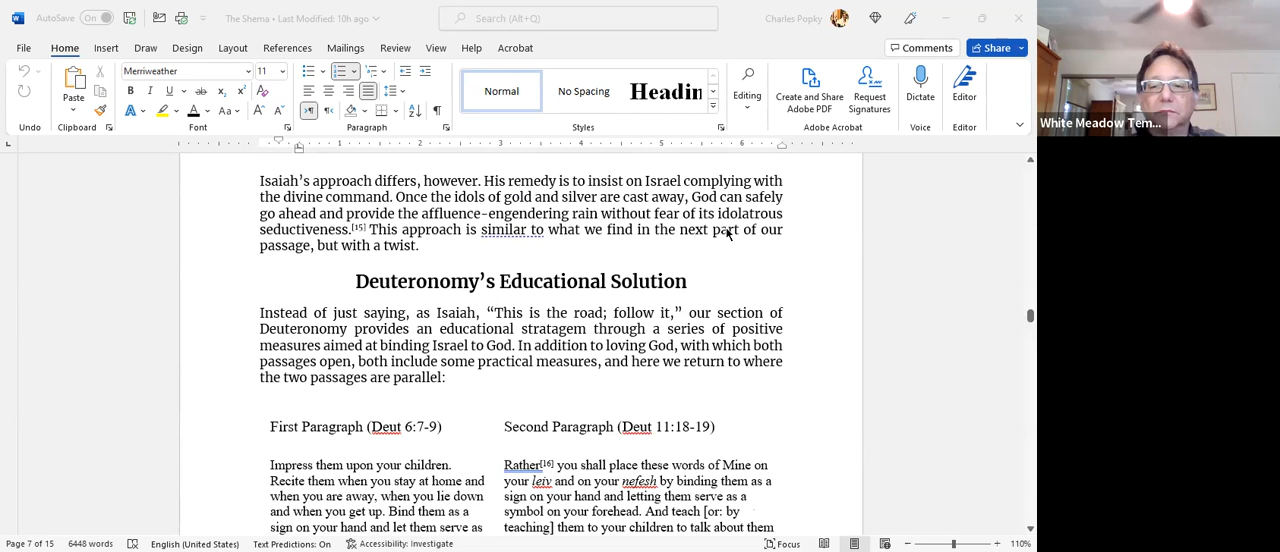 AutoSave Off
The Shema • Last Modified: 10h ago
Search (Alt+Q)
Charles Popky
File Home Insert Draw Design Layout References Mailings Review View Help Acrobat
Comments Share
Paste
Merriweather 11
Normal No Spacing Headin
Editing
Create and Share Adobe PDF
Request Signatures
Dictate
Editor
Undo Clipboard Font Paragraph Styles Adobe Acrobat Voice Editor
White Meadow Tem...
1 2 3 4 5 6
Isaiah's approach differs, however. His remedy is to insist on Israel complying with
the divine command. Once the idols of gold and silver are cast away, God can safely
go ahead and provide the affluence-engendering rain without fear of its idolatrous
seductiveness.[15] This approach is similar to what we find in the next part of our
passage, but with a twist.
Deuteronomy's Educational Solution
Instead of just saying, as Isaiah, “This is the road; follow it,” our section of
Deuteronomy provides an educational stratagem through a series of positive
measures aimed at binding Israel to God. In addition to loving God, with which both
passages open, both include some practical measures, and here we return to where
the two passages are parallel:
First Paragraph (Deut 6:7-9)
Impress them upon your children.
Recite them when you stay at home and
when you are away, when you lie down
and when you get up. Bind them as a
sign on your hand and let them serve as
Second Paragraph (Deut 11:18-19)
Rather[16] you shall place these words of Mine on
your leiv and on your nefesh by binding them as a
sign on your hand and letting them serve as a
symbol on your forehead. And teach [or: by
teaching] them to your children to talk about them
Page 7 of 15 6448 words English (United States) Text Predictions: On Accessibility: Investigate Focus 110%